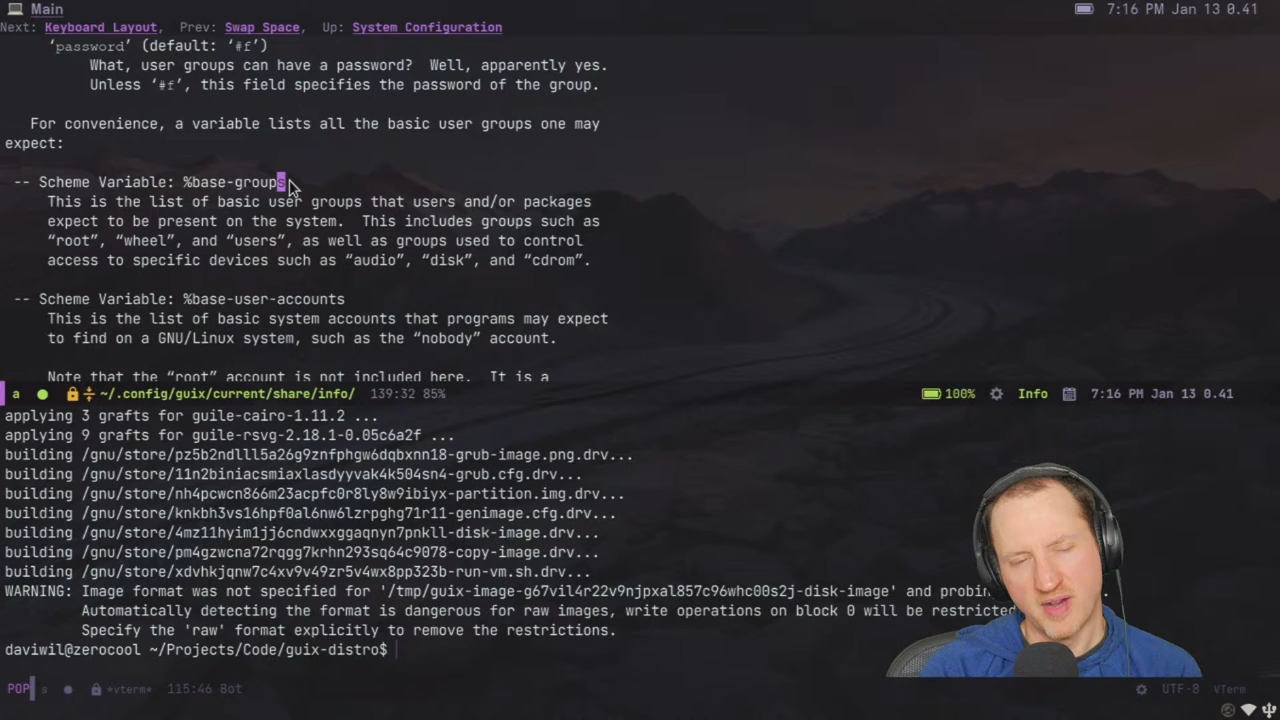 Main
7:16 PM Jan 13 0.41
Next: Keyboard Layout, Prev: Swap Space, Up: System Configuration
‘password’ (default: ‘#f’)
What, user groups can have a password? Well, apparently yes.
Unless ‘#f’, this field specifies the password of the group.
For convenience, a variable lists all the basic user groups one may
expect:
-- Scheme Variable: %base-groups
This is the list of basic user groups that users and/or packages
expect to be present on the system. This includes groups such as
“root”, “wheel”, and “users”, as well as groups used to control
access to specific devices such as “audio”, “disk”, and “cdrom”.
-- Scheme Variable: %base-user-accounts
This is the list of basic system accounts that programs may expect
to find on a GNU/Linux system, such as the “nobody” account.
Note that the “root” account is not included here. It is a
a ~/.config/guix/current/share/info/ 139:32 85% 100% Info 7:16 PM Jan 13 0.41
applying 3 grafts for guile-cairo-1.11.2 ...
applying 9 grafts for guile-rsvg-2.18.1-0.05c6a2f ...
building /gnu/store/pz5b2ndlll5a26g9znfphgw6dqbxnn18-grub-image.png.drv...
building /gnu/store/11n2biniacsmiaxlasdyyvak4k504sn4-grub.cfg.drv...
building /gnu/store/nh4pcwcn866m23acpfc0r8ly8w9ibiyx-partition.img.drv...
building /gnu/store/knkbh3vs16hpf0al6nw6lzrpghg71r11-genimage.cfg.drv...
building /gnu/store/4mz11hyim1jj6cndwxxggaqnyn7pnkll-disk-image.drv...
building /gnu/store/pm4gzwcna72rqgg7krhn293sq64c9078-copy-image.drv...
building /gnu/store/xdvhkjqnw7c4xv9v49zr5v4wx8pp323b-run-vm.sh.drv...
WARNING: Image format was not specified for '/tmp/guix-image-g67vil4r22v9njpxal857c96whc00s2j-disk-image' and probin
Automatically detecting the format is dangerous for raw images, write operations on block 0 will be restricted
Specify the 'raw' format explicitly to remove the restrictions.
daviwil@zerocool ~/Projects/Code/guix-distro$
POP s *vterm* 115:46 Bot UTF-8 VTerm